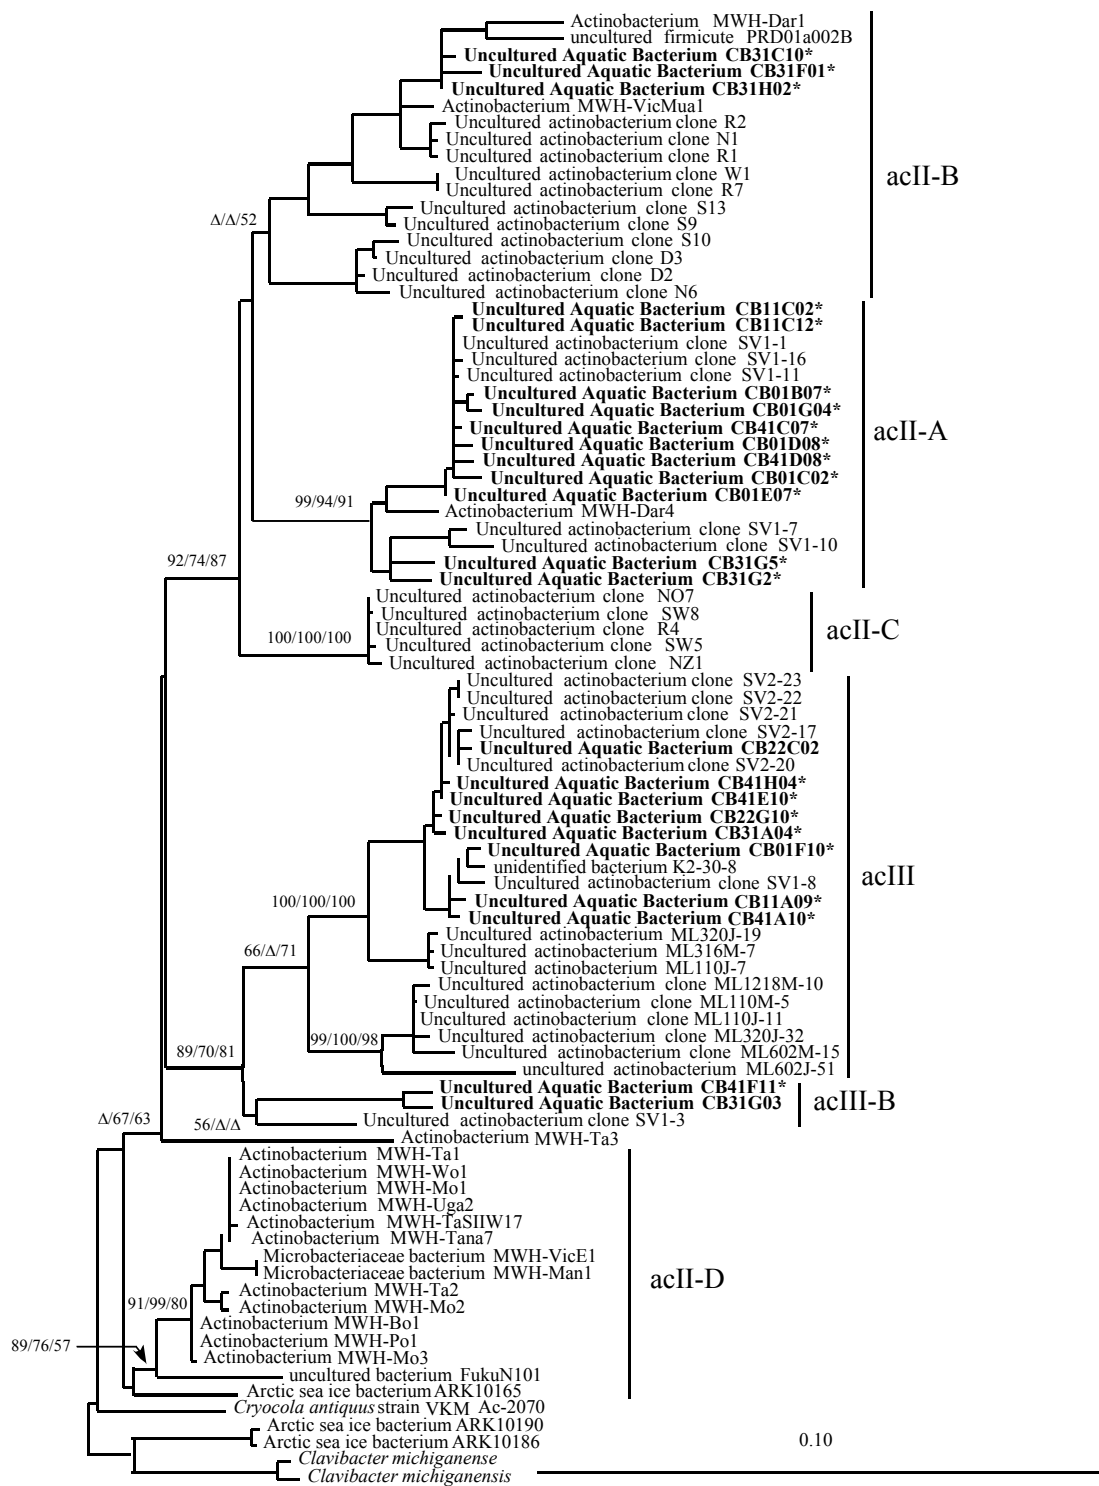 Actinobacterium MWH-Dar1
uncultured firmicute PRD01a002B
Uncultured Aquatic Bacterium CB31C10*
Uncultured Aquatic Bacterium CB31F01*
Uncultured Aquatic Bacterium CB31H02*
Actinobacterium MWH-VicMua1
Uncultured actinobacterium clone R2
Uncultured actinobacterium clone N1
Uncultured actinobacterium clone R1
Uncultured actinobacterium clone W1
acII-B
Uncultured actinobacterium clone R7
Uncultured actinobacterium clone S13
Δ/Δ/52
Uncultured actinobacterium clone S9
Uncultured actinobacterium clone S10
Uncultured actinobacterium clone D3
Uncultured actinobacterium clone D2
Uncultured actinobacterium clone N6
Uncultured Aquatic Bacterium CB11C02*
Uncultured Aquatic Bacterium CB11C12*
Uncultured actinobacterium clone SV1-1
Uncultured actinobacterium clone SV1-16
Uncultured actinobacterium clone SV1-11
Uncultured Aquatic Bacterium CB01B07*
Uncultured Aquatic Bacterium CB01G04*
Uncultured Aquatic Bacterium CB41C07*
acII-A
Uncultured Aquatic Bacterium CB01D08*
Uncultured Aquatic Bacterium CB41D08*
Uncultured Aquatic Bacterium CB01C02*
Uncultured Aquatic Bacterium CB01E07*
99/94/91
Actinobacterium MWH-Dar4
Uncultured actinobacterium clone SV1-7
Uncultured actinobacterium clone SV1-10
92/74/87
Uncultured Aquatic Bacterium CB31G5*
Uncultured Aquatic Bacterium CB31G2*
Uncultured actinobacterium clone NO7
Uncultured actinobacterium clone SW8
Uncultured actinobacterium clone R4
acII-C
100/100/100
Uncultured actinobacterium clone SW5
Uncultured actinobacterium clone NZ1
Uncultured actinobacterium clone SV2-23
Uncultured actinobacterium clone SV2-22
Uncultured actinobacterium clone SV2-21
Uncultured actinobacterium clone SV2-17
Uncultured Aquatic Bacterium CB22C02
Uncultured actinobacterium clone SV2-20
Uncultured Aquatic Bacterium CB41H04*
Uncultured Aquatic Bacterium CB41E10*
Uncultured Aquatic Bacterium CB22G10*
Uncultured Aquatic Bacterium CB31A04*
Uncultured Aquatic Bacterium CB01F10*
unidentified bacterium K2-30-8
acIII
Uncultured actinobacterium clone SV1-8
100/100/100
Uncultured Aquatic Bacterium CB11A09*
Uncultured Aquatic Bacterium CB41A10*
Uncultured actinobacterium ML320J-19
66/Δ/71
Uncultured actinobacterium ML316M-7
Uncultured actinobacterium ML110J-7
Uncultured actinobacterium clone ML1218M-10
Uncultured actinobacterium clone ML110M-5
Uncultured actinobacterium clone ML110J-11
99/100/98
Uncultured actinobacterium clone ML320J-32
89/70/81
Uncultured actinobacterium clone ML602M-15
uncultured actinobacterium ML602J-51
Uncultured Aquatic Bacterium CB41F11*
Uncultured Aquatic Bacterium CB31G03
acIII-B
Δ/67/63
56/Δ/Δ
Uncultured actinobacterium clone SV1-3
Actinobacterium MWH-Ta3
Actinobacterium MWH-Ta1
Actinobacterium MWH-Wo1
Actinobacterium MWH-Mo1
Actinobacterium MWH-Uga2
Actinobacterium MWH-TaSIIW17
Actinobacterium MWH-Tana7
Microbacteriaceae bacterium MWH-VicE1
Microbacteriaceae bacterium MWH-Man1
acII-D
Actinobacterium MWH-Ta2
91/99/80
Actinobacterium MWH-Mo2
Actinobacterium MWH-Bo1
Actinobacterium MWH-Po1
89/76/57
Actinobacterium MWH-Mo3
uncultured bacterium FukuN101
Arctic sea ice bacterium ARK10165
Cryocola antiquus strain VKM Ac-2070
Arctic sea ice bacterium ARK10190
Arctic sea ice bacterium ARK10186
0.10
Clavibacter michiganense
Clavibacter michiganensis